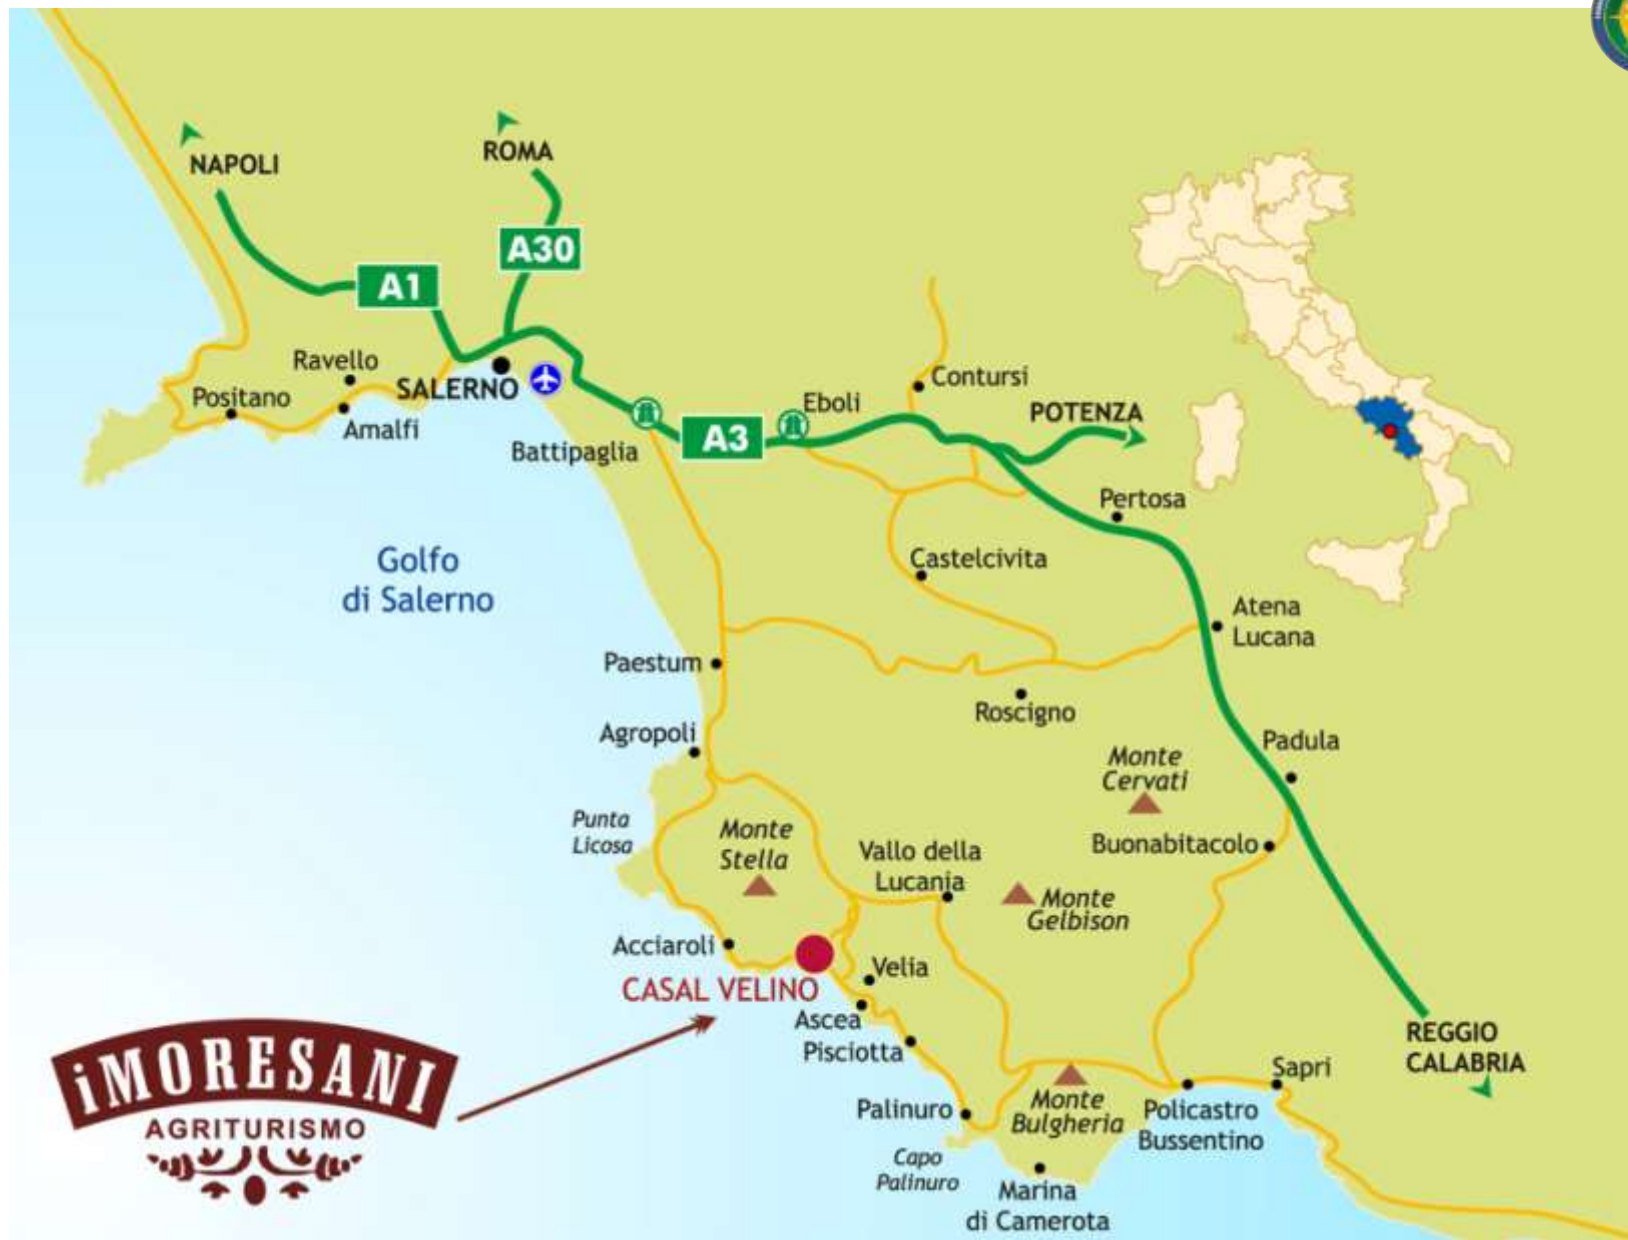 NAPOLI
ROMA
A30
A1
Ravello
SALERNO
Positano
Amalfi
Contursi
Eboli
POTENZA
Battipaglia
A3
Pertosa
Golfo
di Salerno
Castelcivita
Atena
Lucana
Paestum
Roscigno
Agropoli
Padula
Monte
Cervati
Punta
Licosa
Monte
Stella
Vallo della
Lucania
Buonabitacolo
Monte
Gelbison
Acciaroli
Velia
CASAL VELINO
Ascea
Pisciotta
REGGIO
CALABRIA
Sapri
iMORESANI
AGRITURISMO
Palinuro
Monte
Bulgheria
Policastro
Bussentino
Capo
Palinuro
Marina
di Camerota